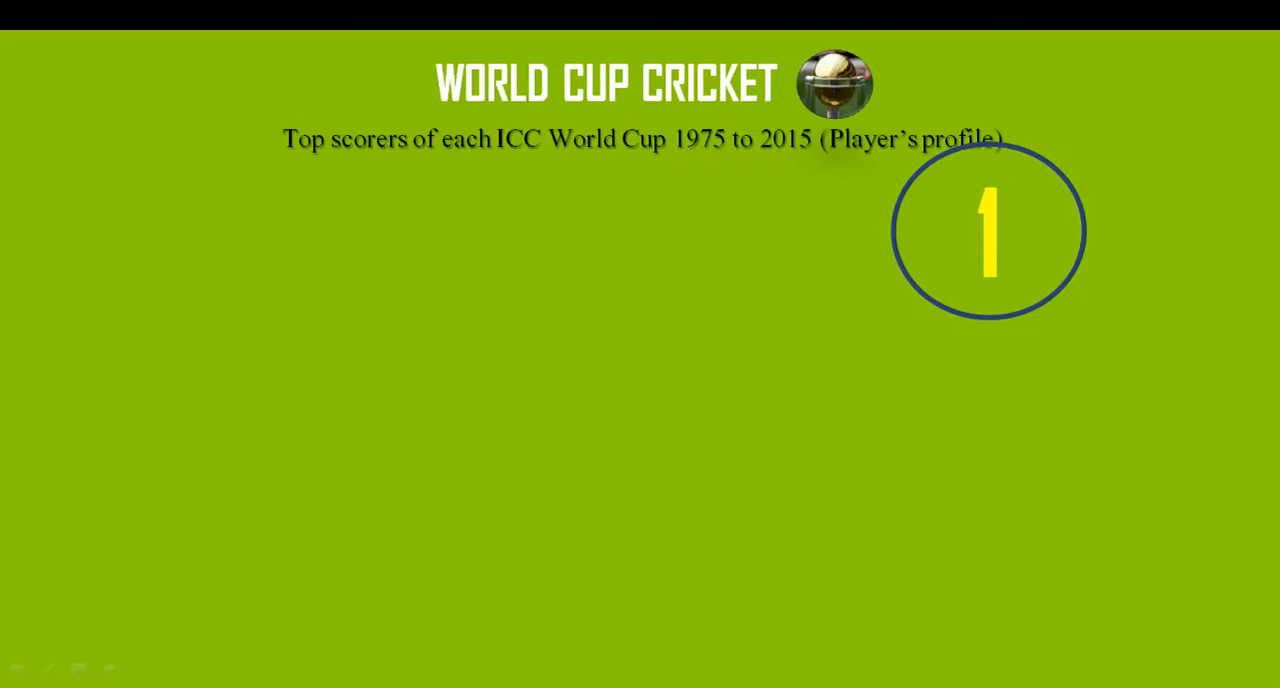 WORLD CUP CRICKET
Top scorers of each ICC World Cup 1975 to 2015 (Player’s profile)
1